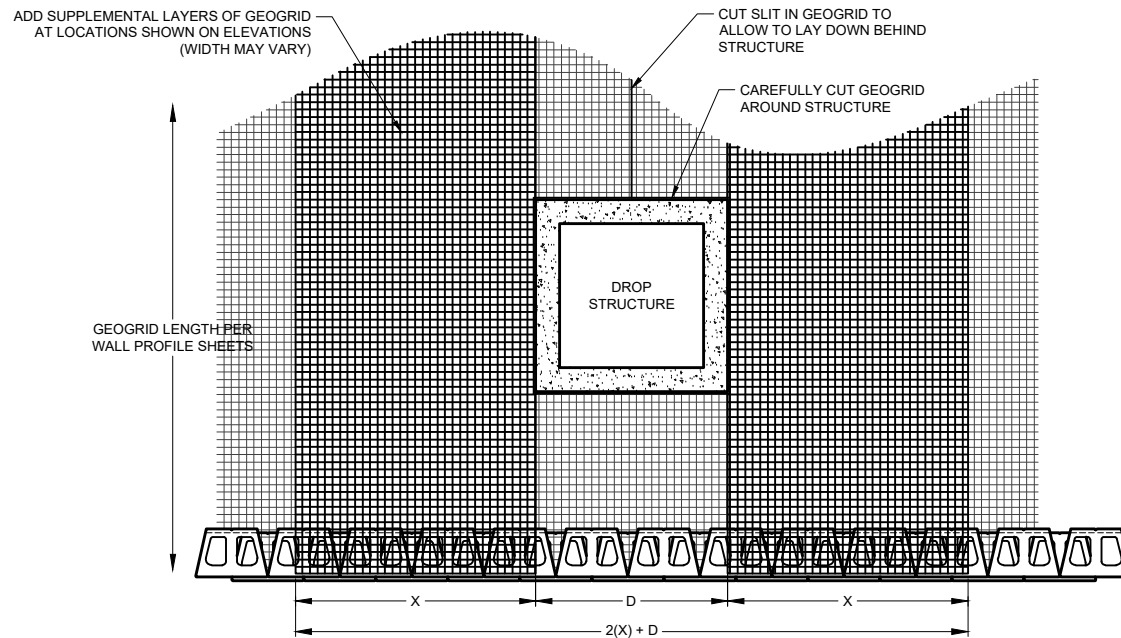 ADD SUPPLEMENTAL LAYERS OF GEOGRID
AT LOCATIONS SHOWN ON ELEVATIONS
(WIDTH MAY VARY)
CUT SLIT IN GEOGRID TO
ALLOW TO LAY DOWN BEHIND
STRUCTURE
CAREFULLY CUT GEOGRID
AROUND STRUCTURE
DROP
STRUCTURE
GEOGRID LENGTH PER
WALL PROFILE SHEETS
X
D
X
2(X) + D